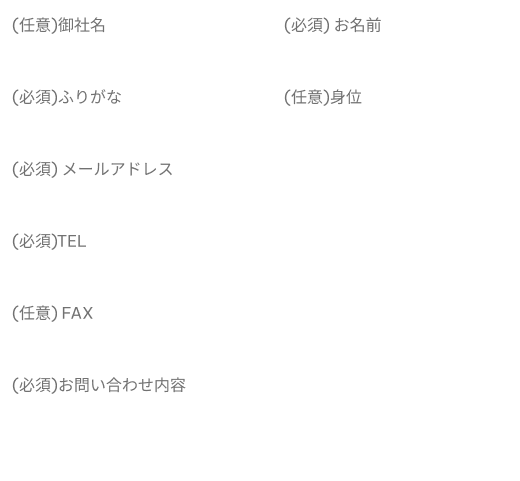 (任意)御社名
(必須) お名前
(必須)ふりがな
(任意)身位
(必須) メールアドレス
(必須)TEL
(任意) FAX
(必須)お問い合わせ内容